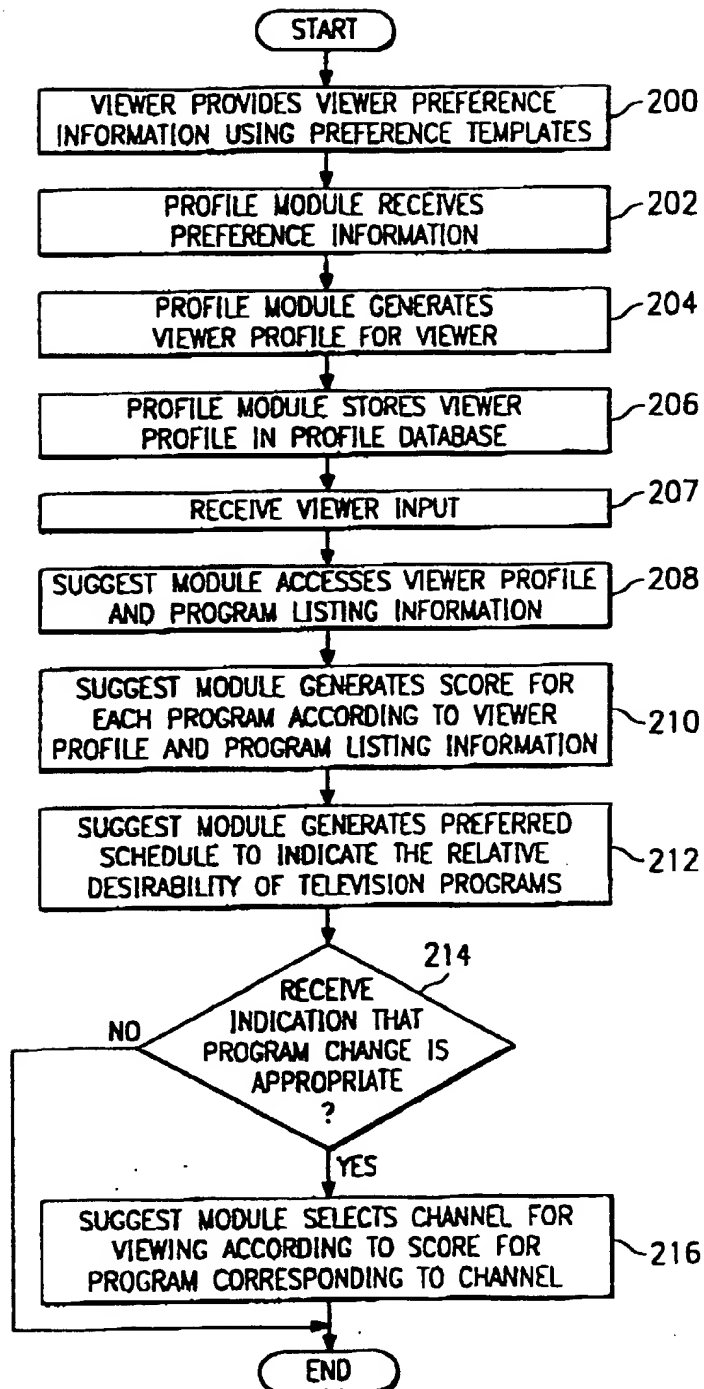 START
VIEWER PROVIDES VIEWER PREFERENCE
INFORMATION USING PREFERENCE TEMPLATES
200
PROFILE MODULE RECEIVES
PREFERENCE INFORMATION
202
PROFILE MODULE GENERATES
VIEWER PROFILE FOR VIEWER
204
PROFILE MODULE STORES VIEWER
PROFILE IN PROFILE DATABASE
206
RECEIVE VIEWER INPUT
207
SUGGEST MODULE ACCESSES VIEWER PROFILE
AND PROGRAM LISTING INFORMATION
208
SUGGEST MODULE GENERATES SCORE FOR
EACH PROGRAM ACCORDING TO VIEWER
PROFILE AND PROGRAM LISTING INFORMATION
210
SUGGEST MODULE GENERATES PREFERRED
SCHEDULE TO INDICATE THE RELATIVE
DESIRABILITY OF TELEVISION PROGRAMS
212
214
RECEIVE
INDICATION THAT
PROGRAM CHANGE IS
APPROPRIATE
?
NO
YES
SUGGEST MODULE SELECTS CHANNEL FOR
VIEWING ACCORDING TO SCORE FOR
PROGRAM CORRESPONDING TO CHANNEL
216
END